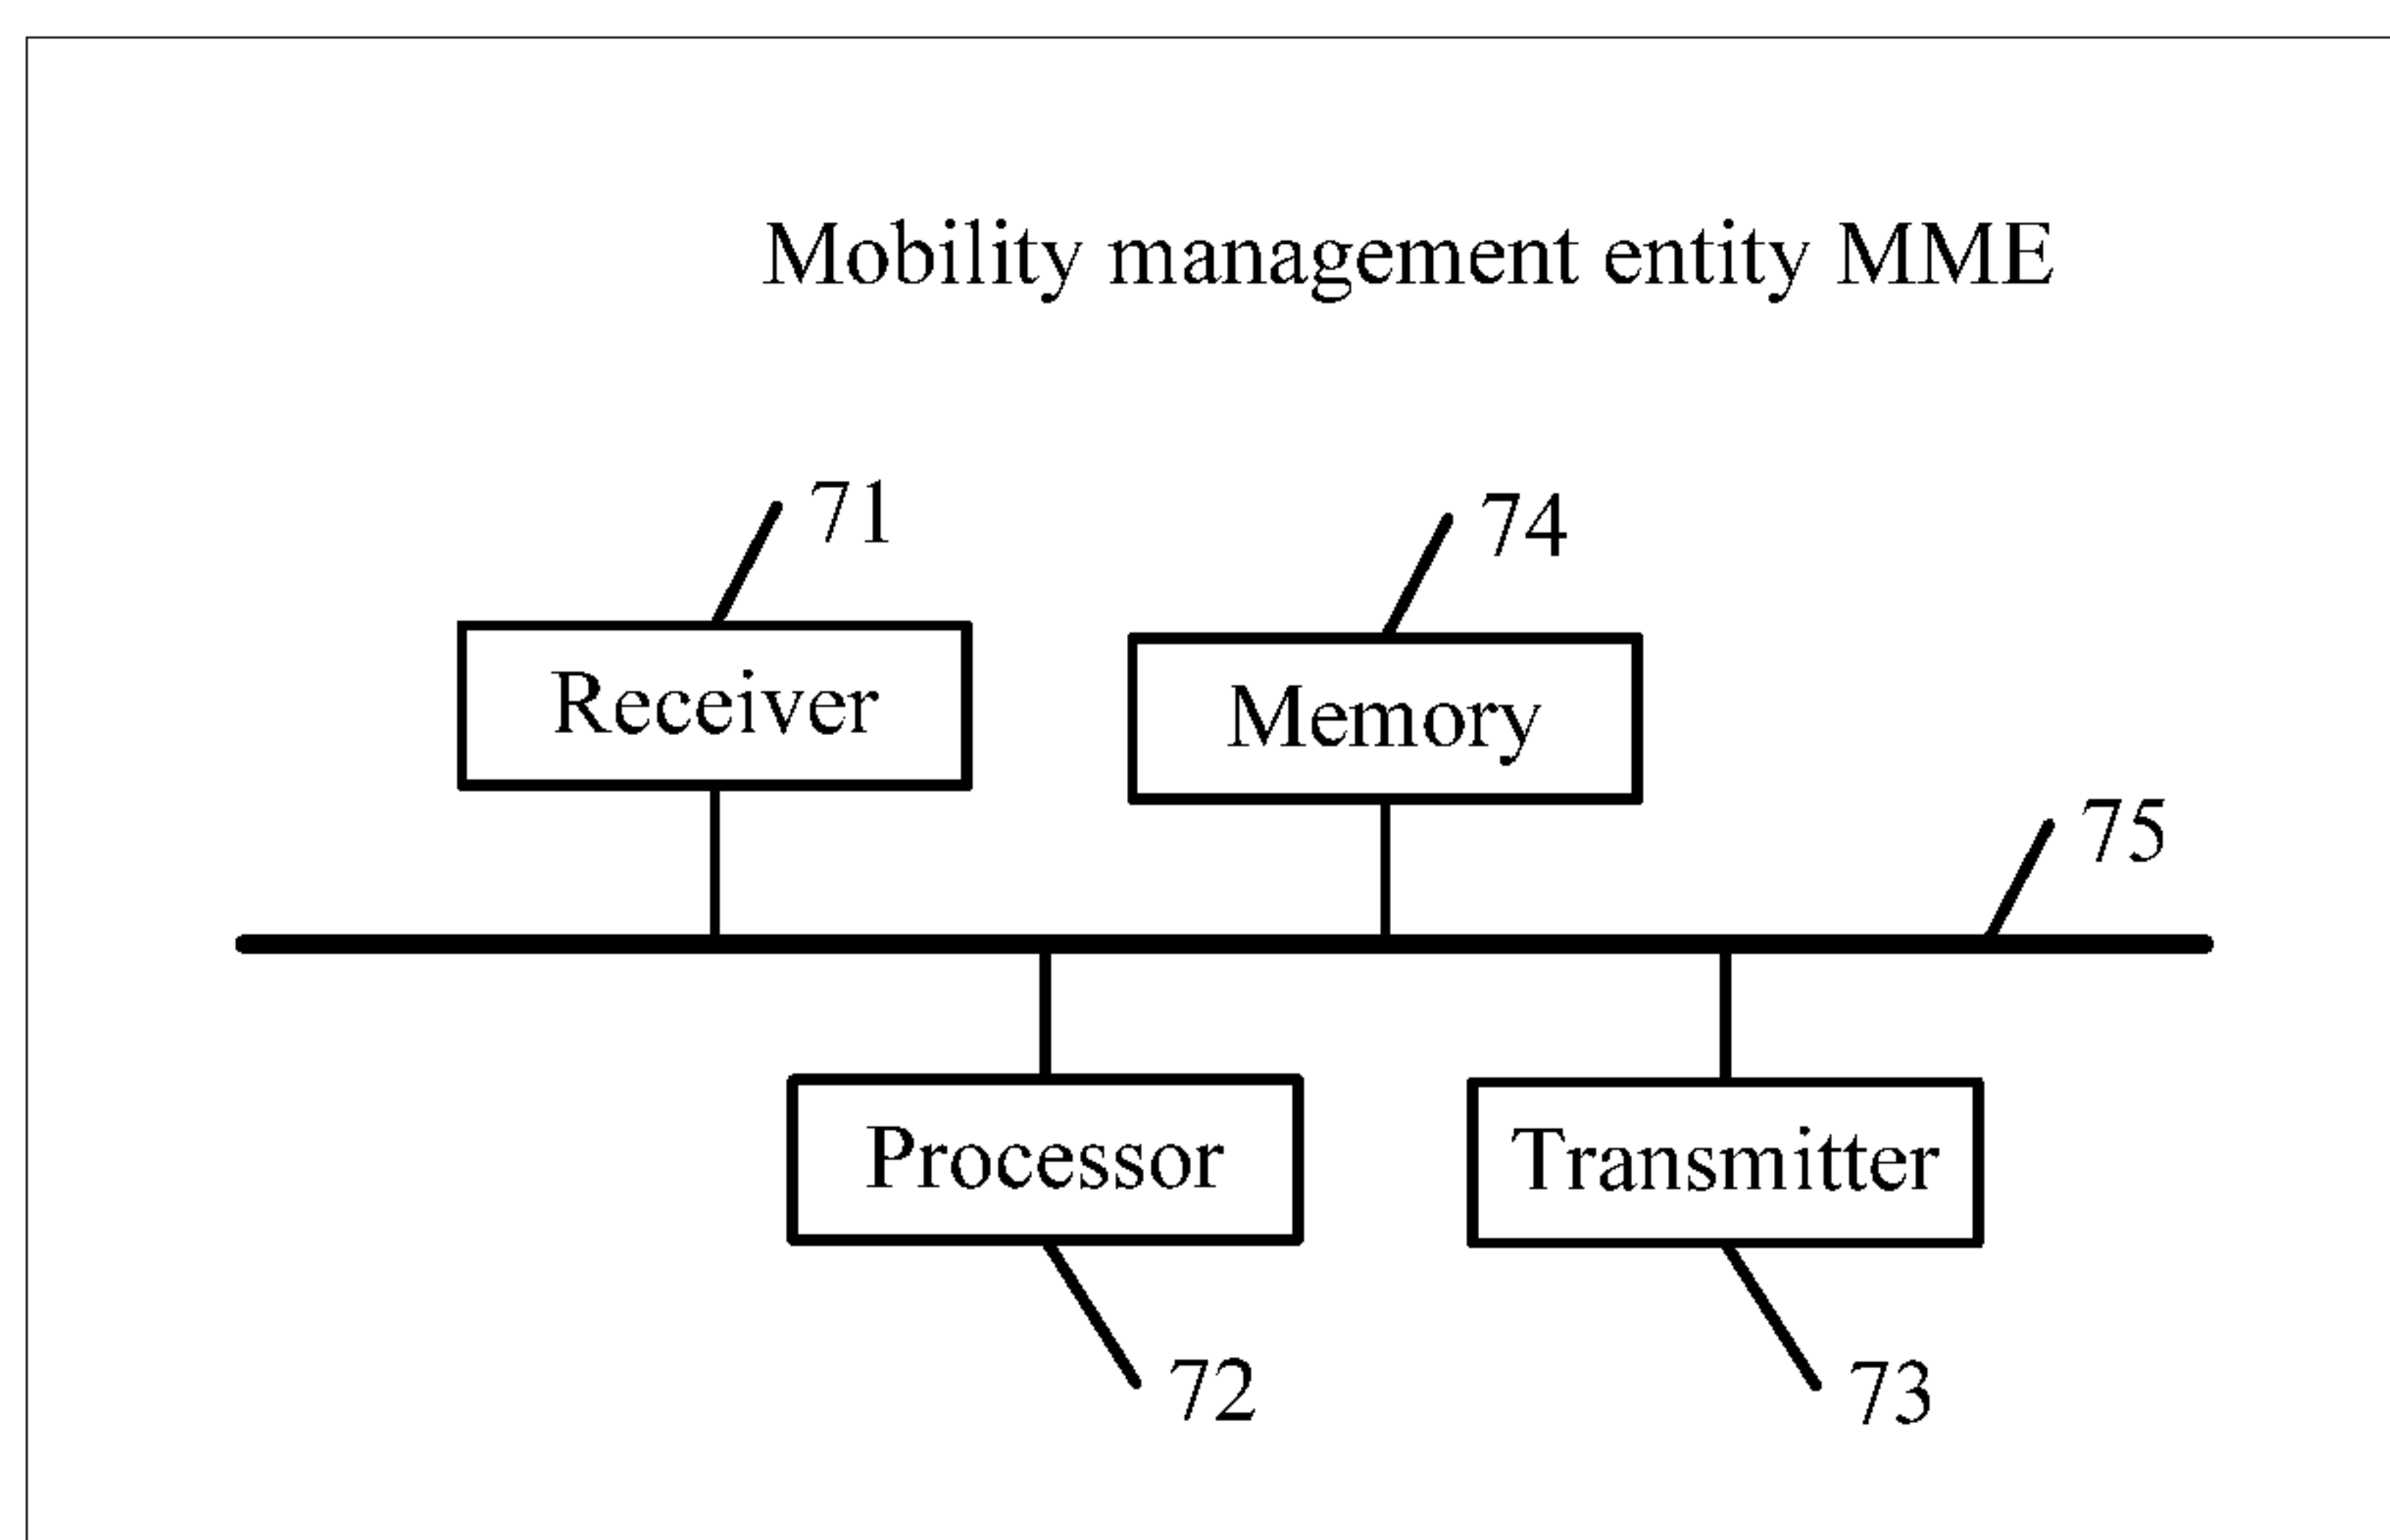 Mobility management entity MME
71
74
Receiver
Memory
75
Processor
Transmitter
72
73